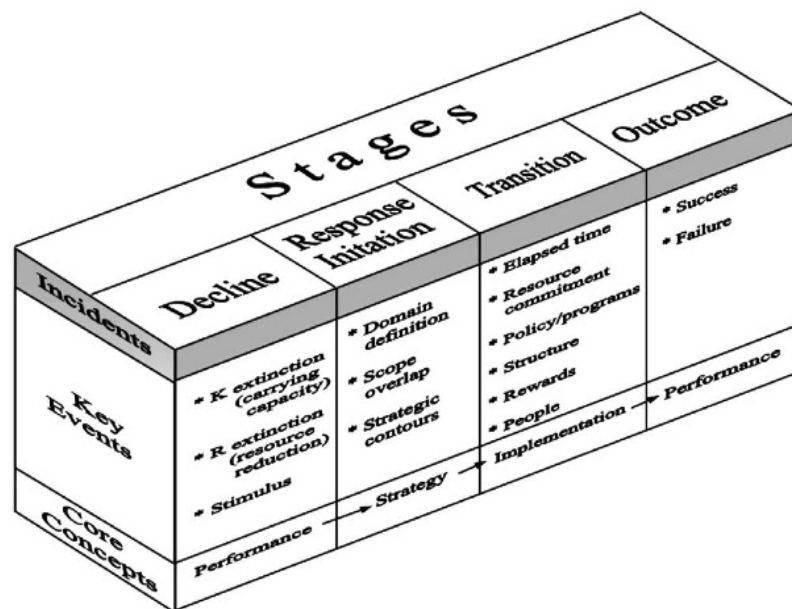 Stages
Decline
Response
Initation
Transition
Outcome
Incidents
Key
Events
* K extinction
(carrying
capacity)
* R extinction
(resource
reduction)
* Stimulus
* Domain
definition
* Scope
overlap
* Strategic
contours
* Elapsed time
* Resource
commitment
* Policy/programs
* Structure
* Rewards
* People
* Success
* Failure
Core
Concepts
Performance
Strategy
Implementation
Performance